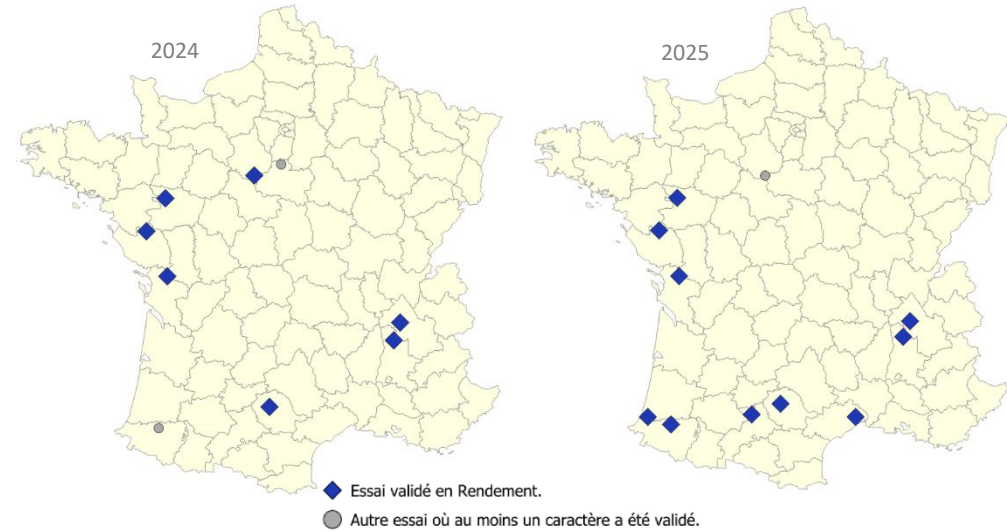 2024
2025
Essai validé en Rendement.
Autre essai où au moins un caractère a été validé.